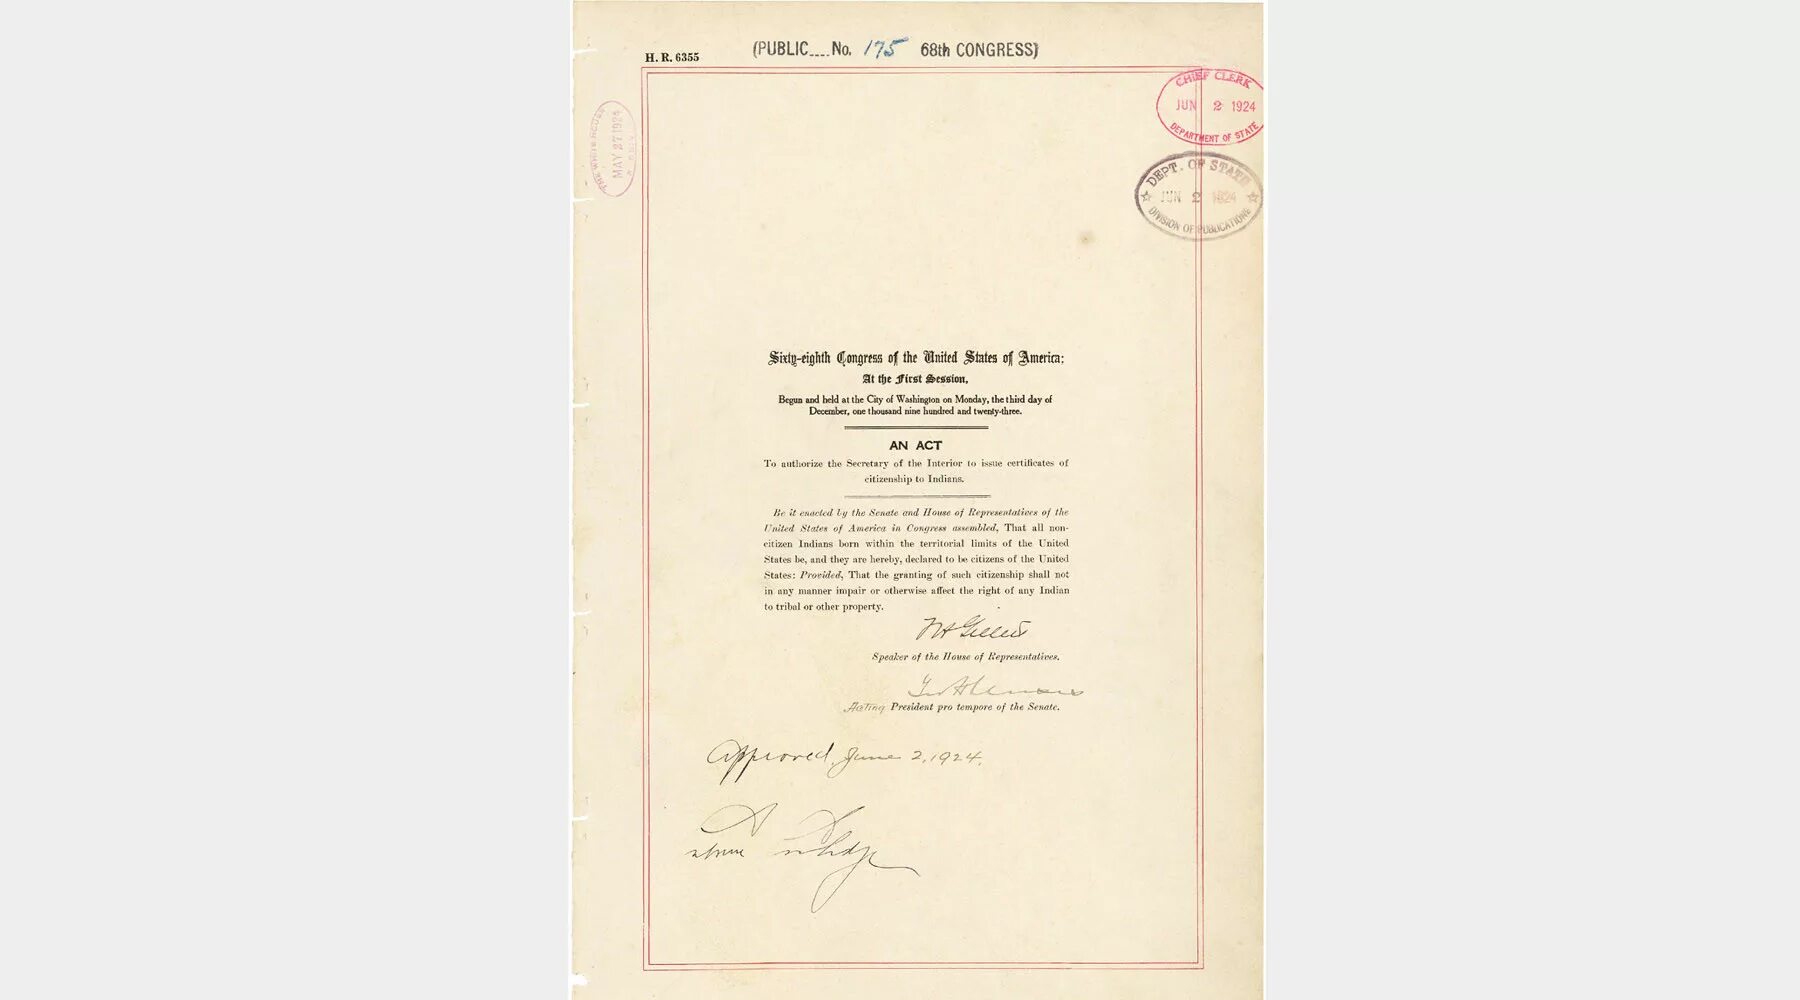 H. R. 6355
(PUBLIC....No. 175 68th CONGRESS)
CHIEF CLERK
JUN 2 1924
DEPARTMENT OF STATE
THE WHITE HOUSE
MAY 27 1924
DEPT. OF STATE
JUN 2 1924
DIVISION OF PUBLICATIONS
Sixty-eighth Congress of the United States of America;
At the First Session,
Begun and held at the City of Washington on Monday, the third day of
December, one thousand nine hundred and twenty-three.
AN ACT
To authorize the Secretary of the Interior to issue certificates of
citizenship to Indians.
Be it enacted by the Senate and House of Representatives of the
United States of America in Congress assembled, That all non-
citizen Indians born within the territorial limits of the United
States be, and they are hereby, declared to be citizens of the United
States: Provided, That the granting of such citizenship shall not
in any manner impair or otherwise affect the right of any Indian
to tribal or other property.
Speaker of the House of Representatives.
Acting President pro tempore of the Senate.
Approved, June 2, 1924.